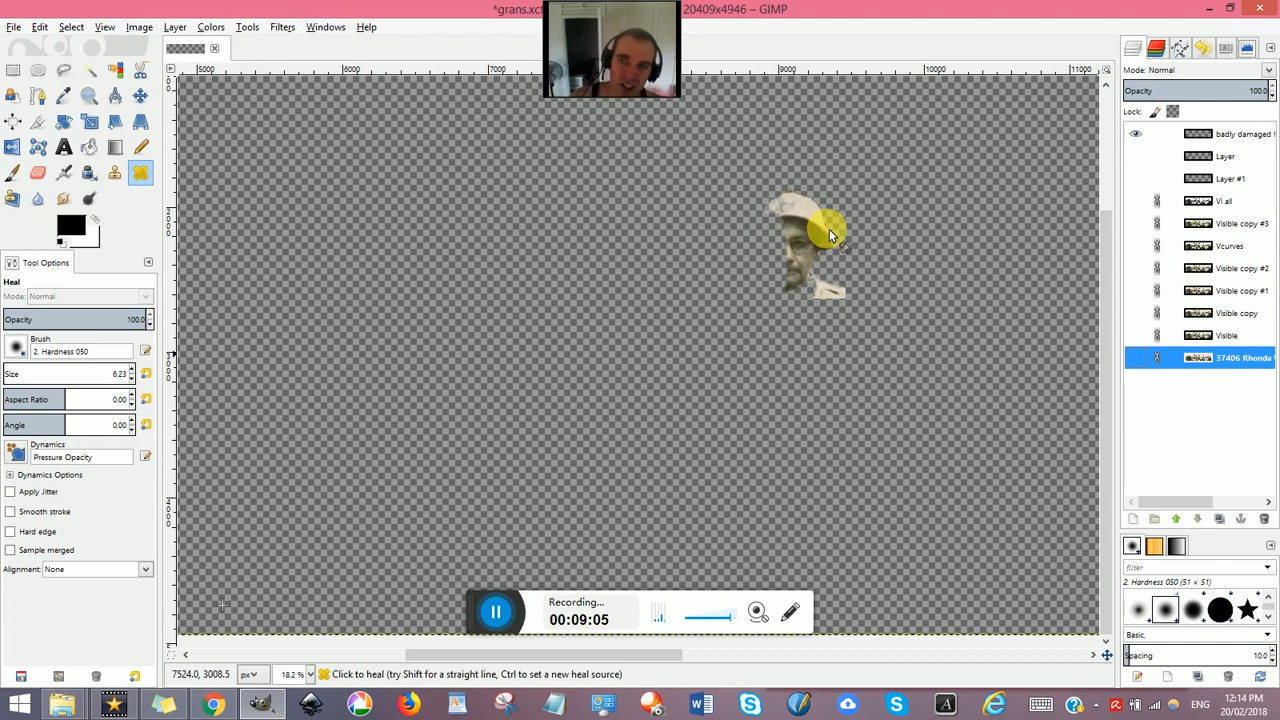 *grans.xcf
20409x4946 – GIMP
File Edit Select View Image Layer Colors Tools Filters Windows Help
5000 6000 7000 9000 10000 11000
Mode: Normal
Opacity 100.0
Lock:
badly damaged f
Layer
Layer #1
Vi all
Visible copy #3
Vcurves
Visible copy #2
Visible copy #1
Visible copy
Visible
37406 Rhonda
Tool Options
Heal
Mode: Normal
Opacity 100.0
Brush
2. Hardness 050
Size 6.23
Aspect Ratio 0.00
Angle 0.00
Dynamics
Pressure Opacity
Dynamics Options
Apply Jitter
Smooth stroke
Hard edge
Sample merged
Alignment: None
Recording...
00:09:05
filter
2. Hardness 050 (51 × 51)
Basic,
Spacing 10.0
7524.0, 3008.5 px 18.2 % Click to heal (try Shift for a straight line, Ctrl to set a new heal source)
ENG
12:14 PM
20/02/2018